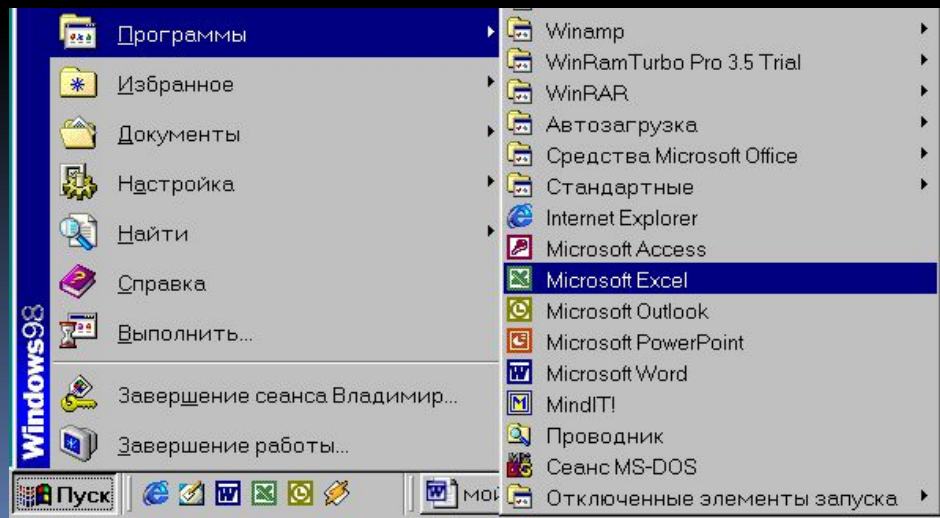 Программы
Избранное
Документы
Настройка
Найти
Справка
Выполнить...
Завершение сеанса Владимир...
Завершение работы...
Windows98
Winamp
WinRamTurbo Pro 3.5 Trial
WinRAR
Автозагрузка
Средства Microsoft Office
Стандартные
Internet Explorer
Microsoft Access
Microsoft Excel
Microsoft Outlook
Microsoft PowerPoint
Microsoft Word
MindIT!
Проводник
Сеанс MS-DOS
Отключенные элементы запуска
Пуск